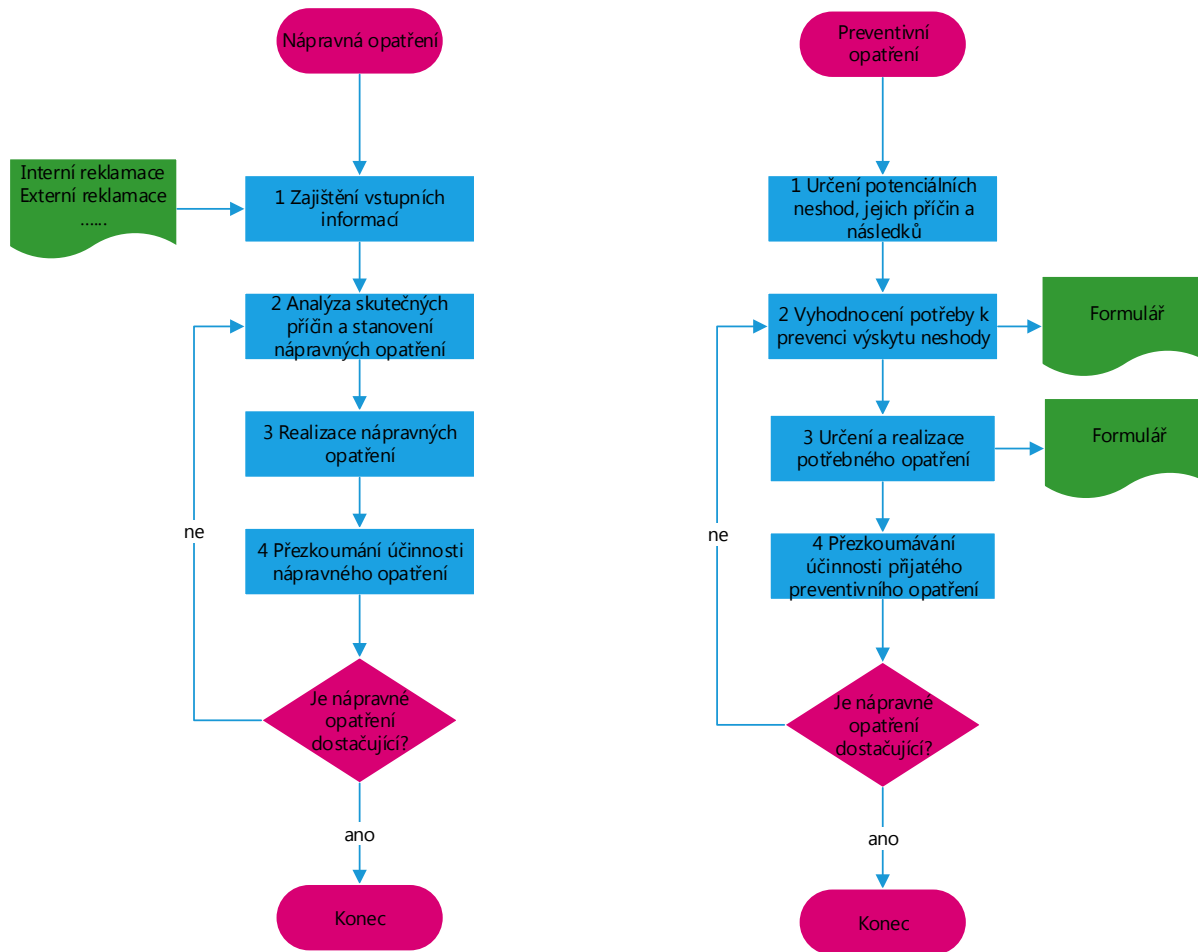 Nápravná opatření
Interní reklamace
Externí reklamace
......
1 Zajištění vstupních
informací
2 Analýza skutečných
příčin a stanovení
nápravných opatření
3 Realizace nápravných
opatření
ne
4 Přezkoumání účinnosti
nápravného opatření
Je nápravné
opatření
dostačující?
ano
Konec
Preventivní
opatření
1 Určení potenciálních
neshod, jejich příčin a
následků
2 Vyhodnocení potřeby k
prevenci výskytu neshody
Formulář
3 Určení a realizace
potřebného opatření
Formulář
ne
4 Přezkoumávání
účinnosti přijatého
preventivního opatření
Je nápravné
opatření
dostačující?
ano
Konec